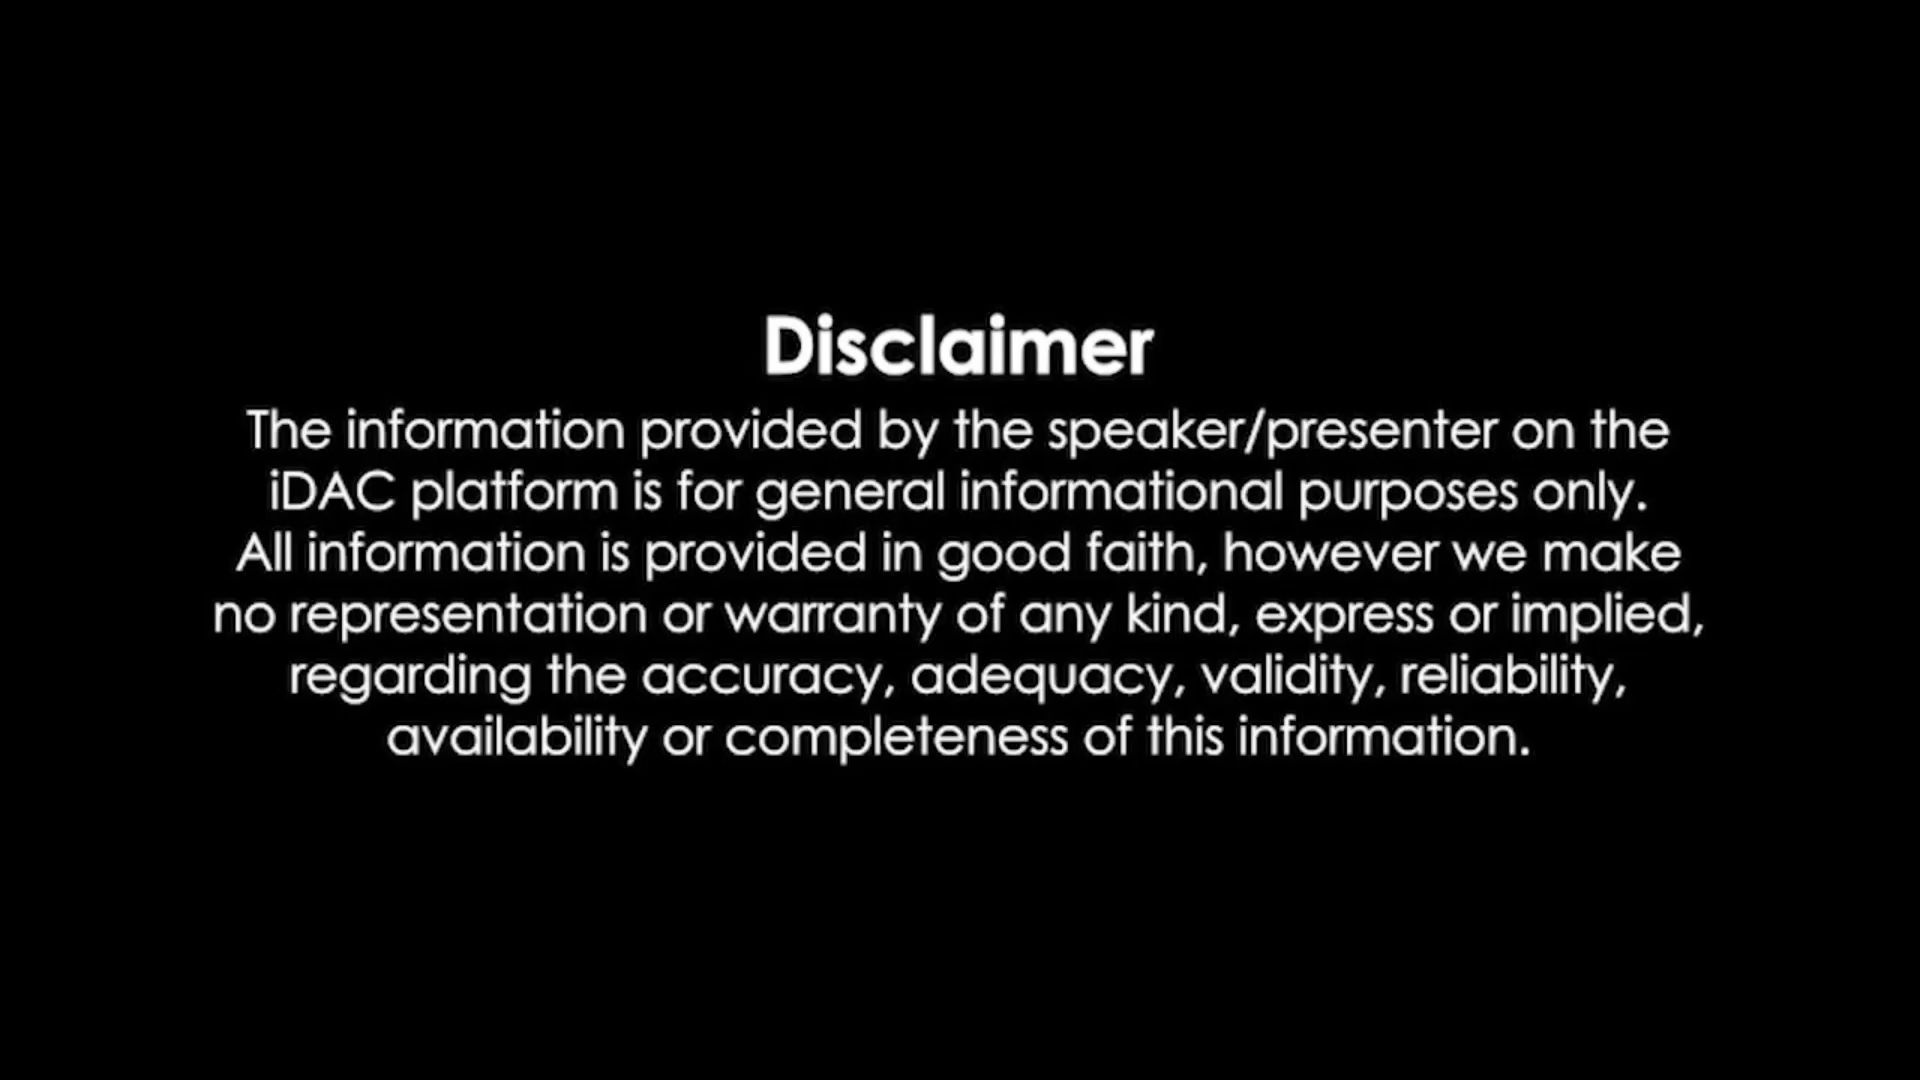 Disclaimer
The information provided by the speaker/presenter on the
iDAC platform is for general informational purposes only.
All information is provided in good faith, however we make
no representation or warranty of any kind, express or implied,
regarding the accuracy, adequacy, validity, reliability,
availability or completeness of this information.